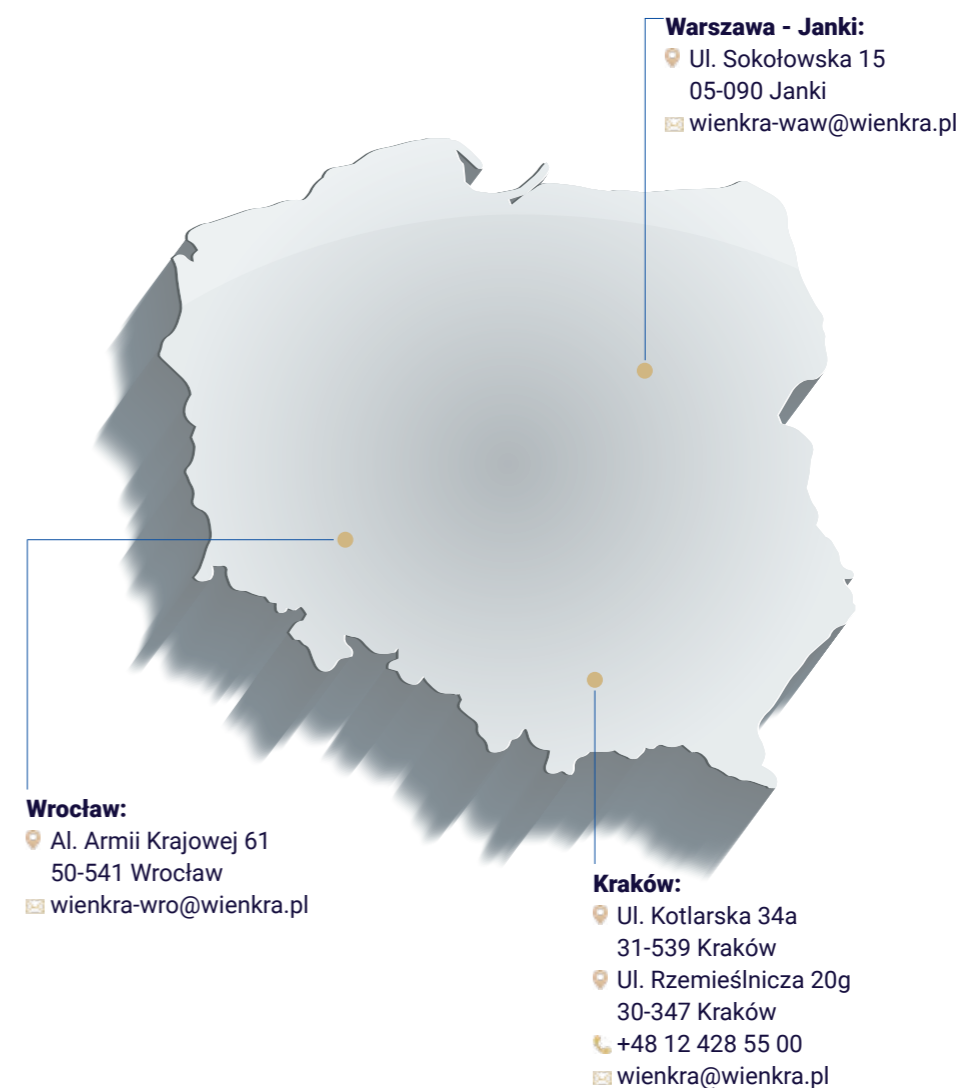 Warszawa - Janki:
Ul. Sokołowska 15
05-090 Janki
wienkra-waw@wienkra.pl
Wrocław:
Al. Armii Krajowej 61
50-541 Wrocław
wienkra-wro@wienkra.pl
Kraków:
Ul. Kotlarska 34a
31-539 Kraków
Ul. Rzemieślnicza 20g
30-347 Kraków
+48 12 428 55 00
wienkra@wienkra.pl